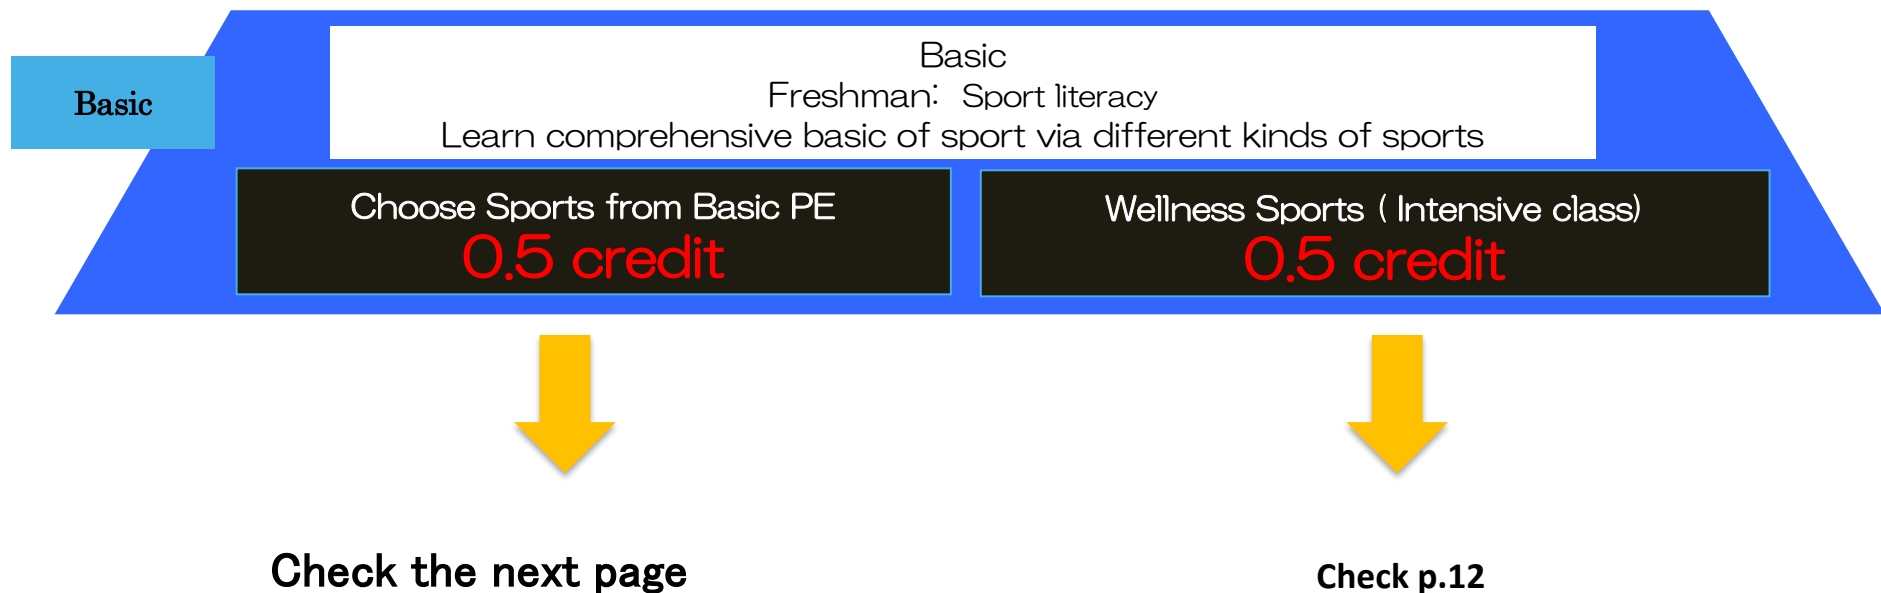 Basic
Basic
Freshman: Sport literacy
Learn comprehensive basic of sport via different kinds of sports
Choose Sports from Basic PE
0.5 credit
Wellness Sports ( Intensive class)
0.5 credit
Check the next page
Check p.12